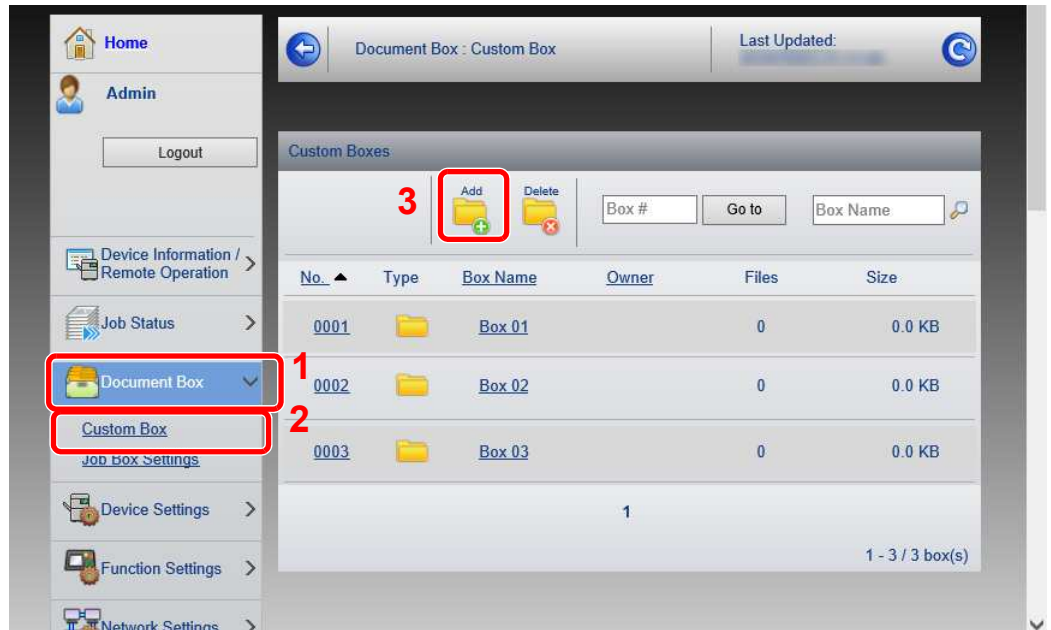 Home
Admin
Logout
Device Information /
Remote Operation
Job Status
Document Box
1
Custom Box
2
Job Box Settings
Device Settings
Function Settings
Network Settings
Document Box : Custom Box
Last Updated:
Custom Boxes
3
Add
Delete
Box #
Go to
Box Name
No. Type Box Name Owner Files Size
0001 Box 01 0 0.0 KB
0002 Box 02 0 0.0 KB
0003 Box 03 0 0.0 KB
1
1 - 3 / 3 box(s)